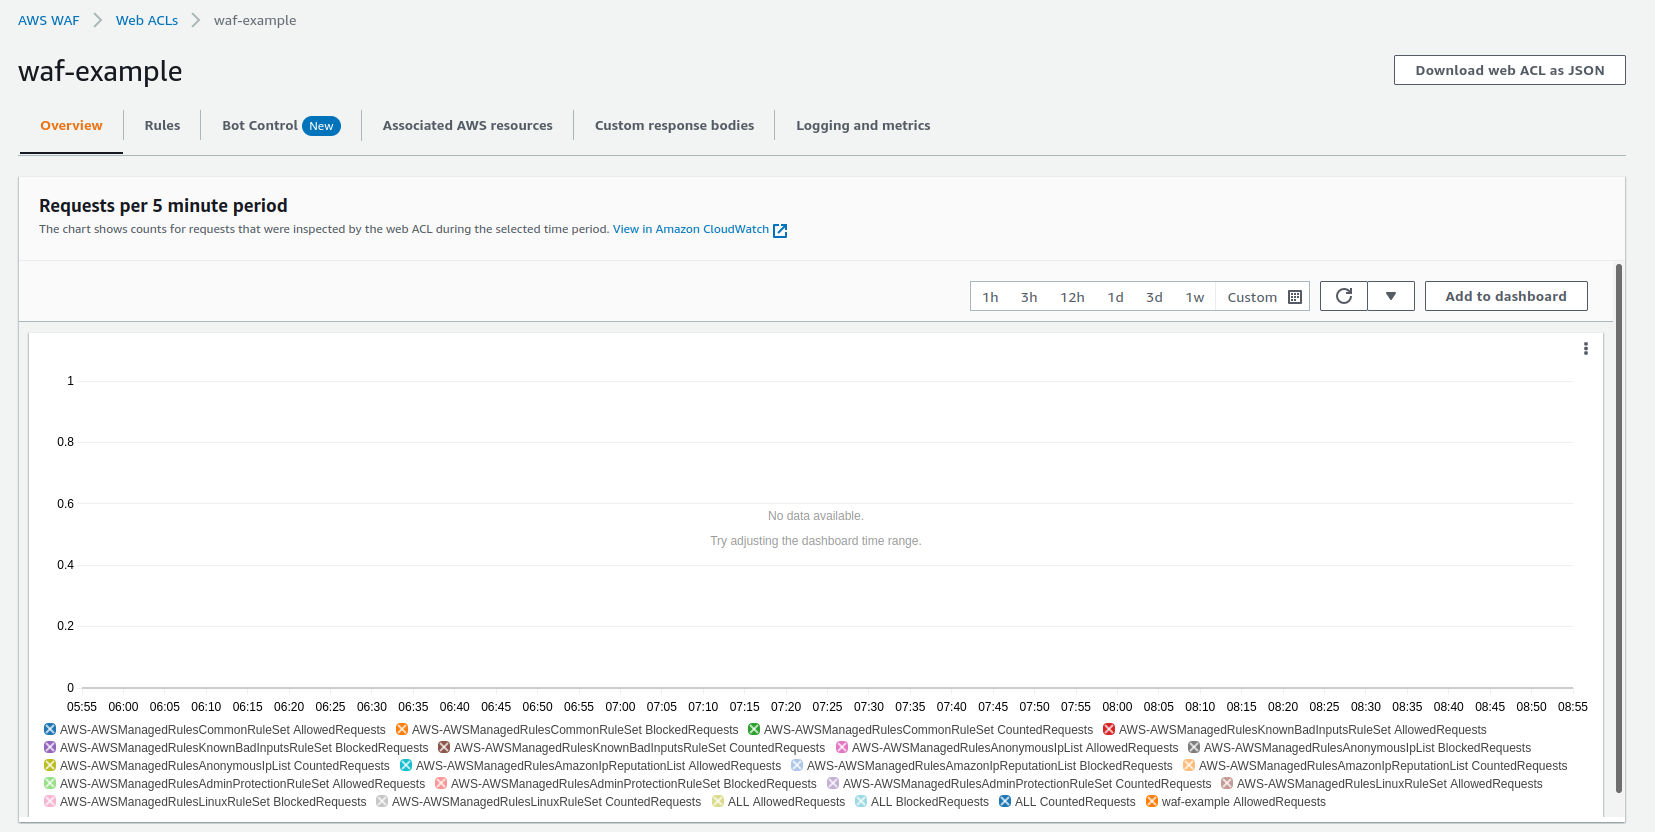 AWS WAF Web ACLs waf-example
waf-example
Download web ACL as JSON
Overview Rules Bot Control New Associated AWS resources Custom response bodies Logging and metrics
Requests per 5 minute period
The chart shows counts for requests that were inspected by the web ACL during the selected time period. View in Amazon CloudWatch
1h 3h 12h 1d 3d 1w Custom Add to dashboard
1
0.8
0.6
No data available.
Try adjusting the dashboard time range.
0.4
0.2
0
05:55 06:00 06:05 06:10 06:15 06:20 06:25 06:30 06:35 06:40 06:45 06:50 06:55 07:00 07:05 07:10 07:15 07:20 07:25 07:30 07:35 07:40 07:45 07:50 07:55 08:00 08:05 08:10 08:15 08:20 08:25 08:30 08:35 08:40 08:45 08:50 08:55
AWS-AWSManagedRulesCommonRuleSet AllowedRequests AWS-AWSManagedRulesCommonRuleSet BlockedRequests AWS-AWSManagedRulesCommonRuleSet CountedRequests AWS-AWSManagedRulesKnownBadInputsRuleSet AllowedRequests
AWS-AWSManagedRulesKnownBadInputsRuleSet BlockedRequests AWS-AWSManagedRulesKnownBadInputsRuleSet CountedRequests AWS-AWSManagedRulesAnonymousIpList AllowedRequests AWS-AWSManagedRulesAnonymousIpList BlockedRequests
AWS-AWSManagedRulesAnonymousIpList CountedRequests AWS-AWSManagedRulesAmazonIpReputationList AllowedRequests AWS-AWSManagedRulesAmazonIpReputationList BlockedRequests AWS-AWSManagedRulesAmazonIpReputationList CountedRequests
AWS-AWSManagedRulesAdminProtectionRuleSet AllowedRequests AWS-AWSManagedRulesAdminProtectionRuleSet BlockedRequests AWS-AWSManagedRulesAdminProtectionRuleSet CountedRequests AWS-AWSManagedRulesLinuxRuleSet AllowedRequests
AWS-AWSManagedRulesLinuxRuleSet BlockedRequests AWS-AWSManagedRulesLinuxRuleSet CountedRequests ALL AllowedRequests ALL BlockedRequests ALL CountedRequests waf-example AllowedRequests